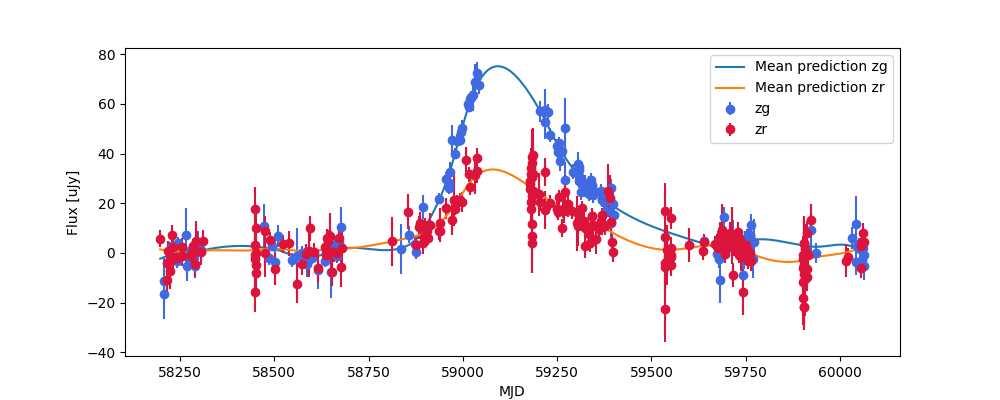 80
60
40
20
0
−20
−40
Flux [uJy]
58250
58500
58750
59000
59250
59500
59750
60000
MJD
Mean prediction zg
Mean prediction zr
zg
zr